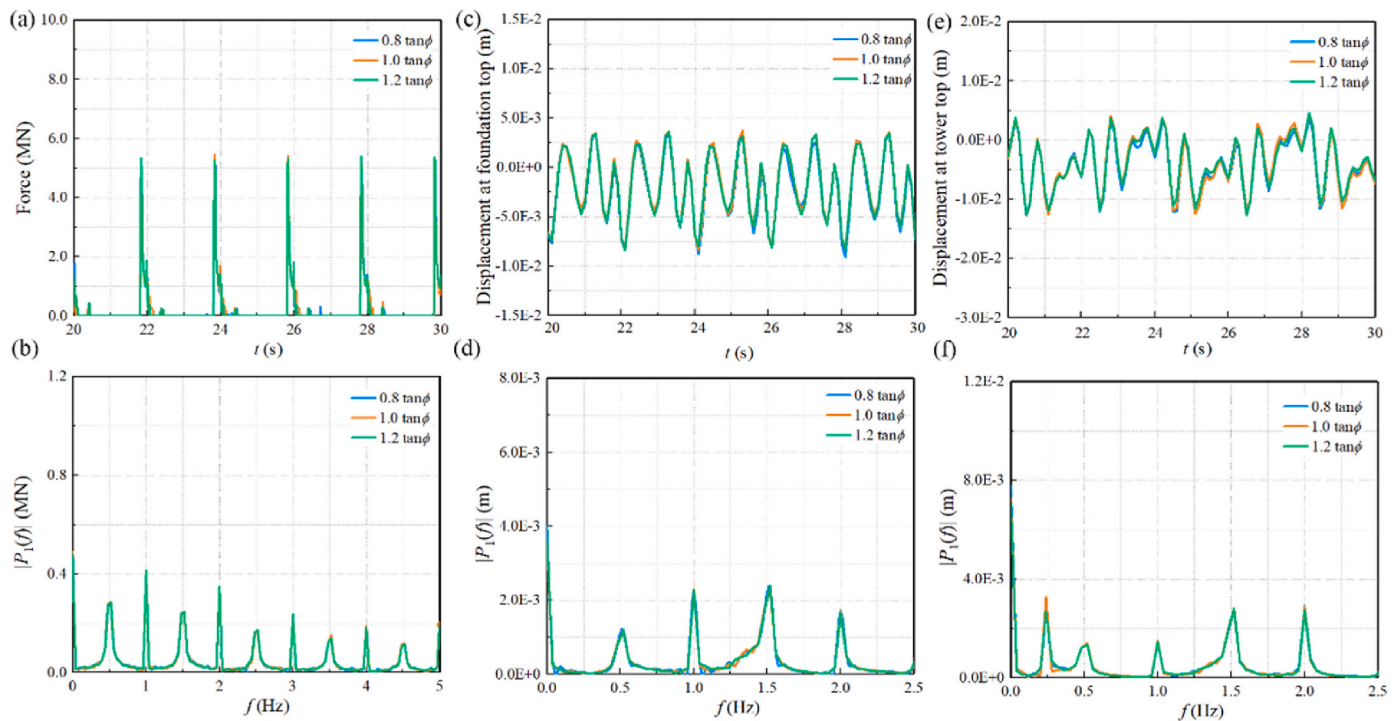 (a)
Force (MN)
10.0
8.0
6.0
4.0
2.0
0.0
20 22 24 26 28 30
t (s)
0.8 tanϕ
1.0 tanϕ
1.2 tanϕ
(c)
Displacement at foundation top (m)
1.5E-2
1.0E-2
5.0E-3
0.0E+0
-5.0E-3
-1.0E-2
-1.5E-2
20 22 24 26 28 30
t (s)
0.8 tanϕ
1.0 tanϕ
1.2 tanϕ
(e)
Displacement at tower top (m)
2.0E-2
1.0E-2
0.0E+0
-1.0E-2
-2.0E-2
-3.0E-2
20 22 24 26 28 30
t (s)
0.8 tanϕ
1.0 tanϕ
1.2 tanϕ
(b)
|P₁(f)| (MN)
1.2
0.9
0.6
0.4
0.0
0 1 2 3 4 5
f (Hz)
0.8 tanϕ
1.0 tanϕ
1.2 tanϕ
(d)
|P₁(f)| (m)
8.0E-3
6.0E-3
4.0E-3
2.0E-3
0.0E+0
0.0 0.5 1.0 1.5 2.0 2.5
f (Hz)
0.8 tanϕ
1.0 tanϕ
1.2 tanϕ
(f)
|P₁(f)| (m)
1.2E-2
8.0E-3
4.0E-3
0.0E+0
0.0 0.5 1.0 1.5 2.0 2.5
f (Hz)
0.8 tanϕ
1.0 tanϕ
1.2 tanϕ